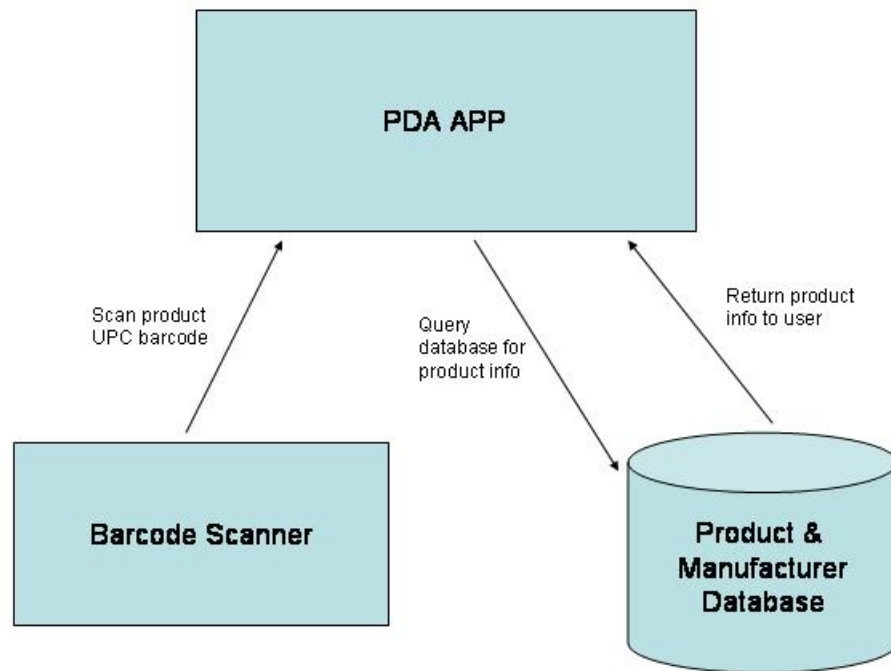 PDA APP
Scan product
UPC barcode
Query
database for
product info
Return product
info to user
Barcode Scanner
Product &
Manufacturer
Database